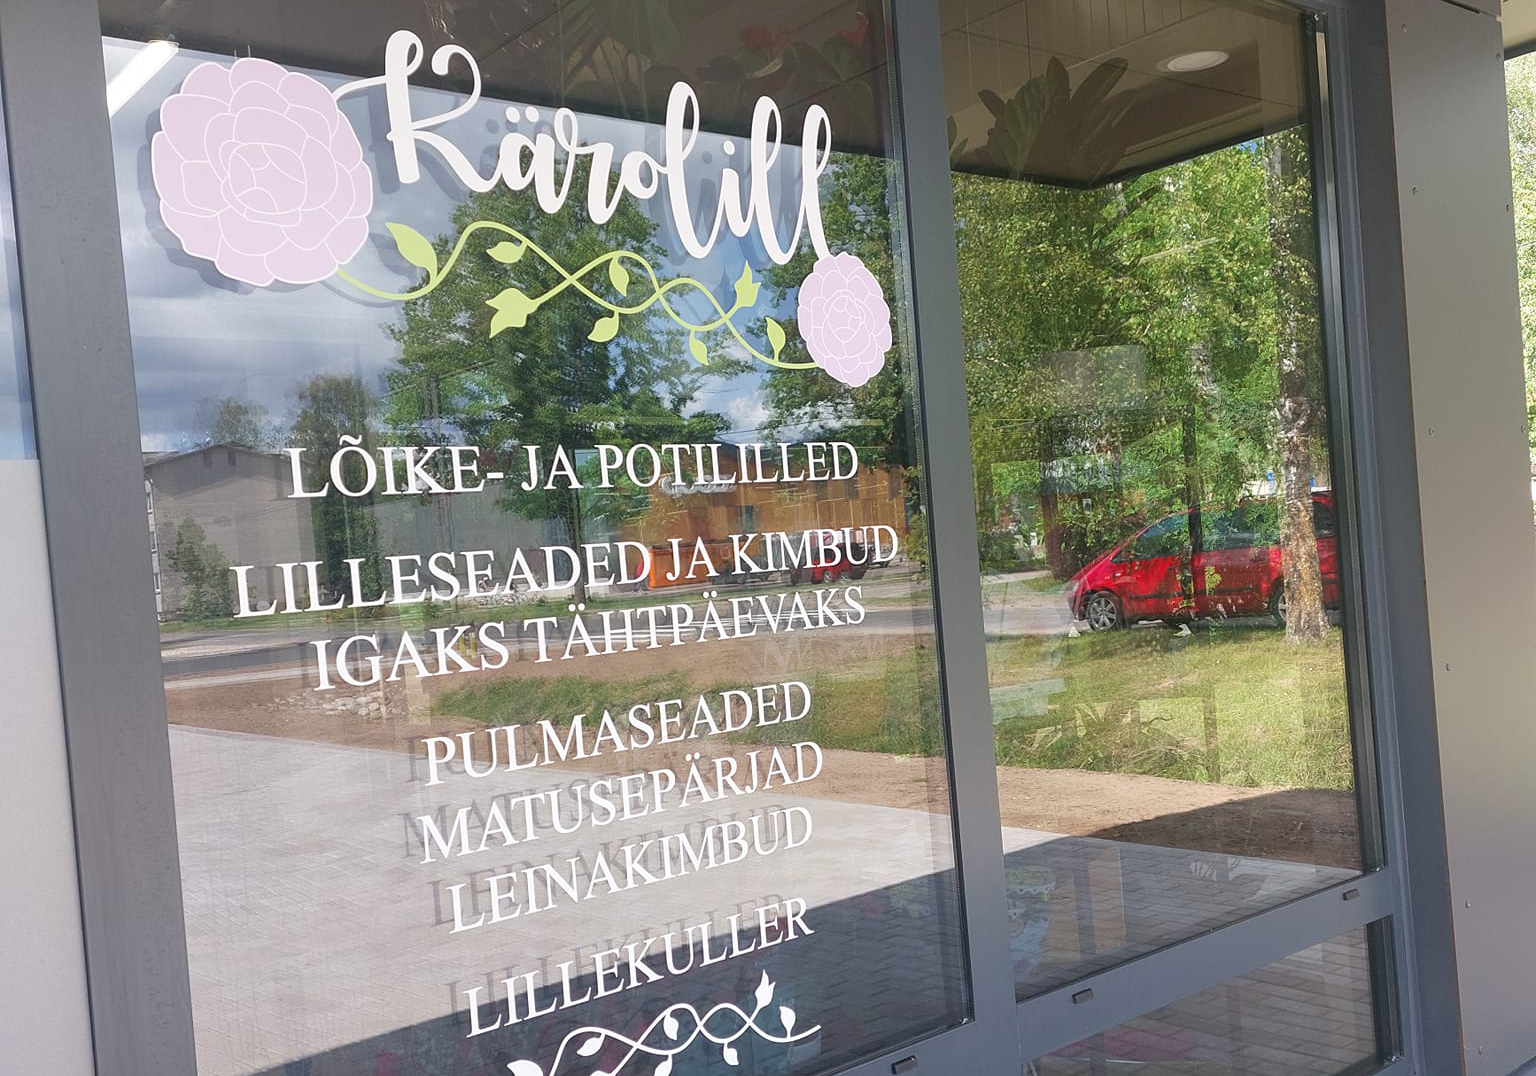 Kärolill
LÕIKE- JA POTILILLED
LILLESEADED JA KIMBUD
IGAKS TÄHTPÄEVAKS
PULMASEADED
MATUSEPÄRJAD
LEINAKIMBUD
LILLEKULLER